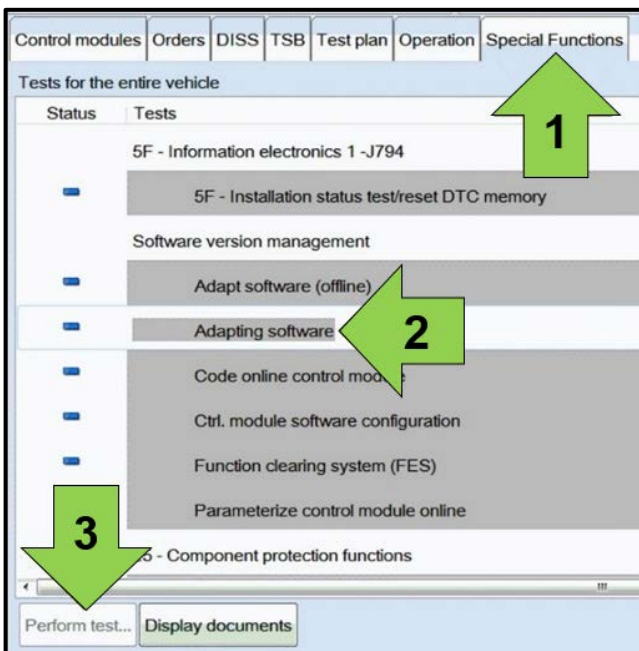 Control modules Orders DISS TSB Test plan Operation Special Functions
Tests for the entire vehicle
Status Tests
1
5F - Information electronics 1 -J794
5F - Installation status test/reset DTC memory
Software version management
Adapt software (offline)
Adapting software 2
Code online control module
Ctrl. module software configuration
Function clearing system (FES)
Parameterize control module online
3
- Component protection functions
Perform test... Display documents